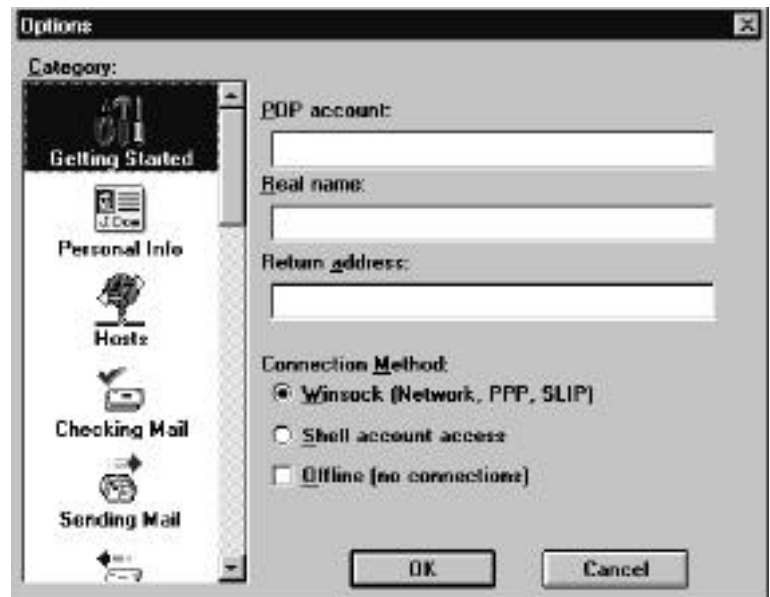 Options
Category:
Getting Started
J.Doe
Personal Info
Hosts
Checking Mail
Sending Mail
POP account:
Real name:
Return address:
Connection Method:
Winsock (Network, PPP, SLIP)
Shell account access
Offline (no connections)
OK
Cancel